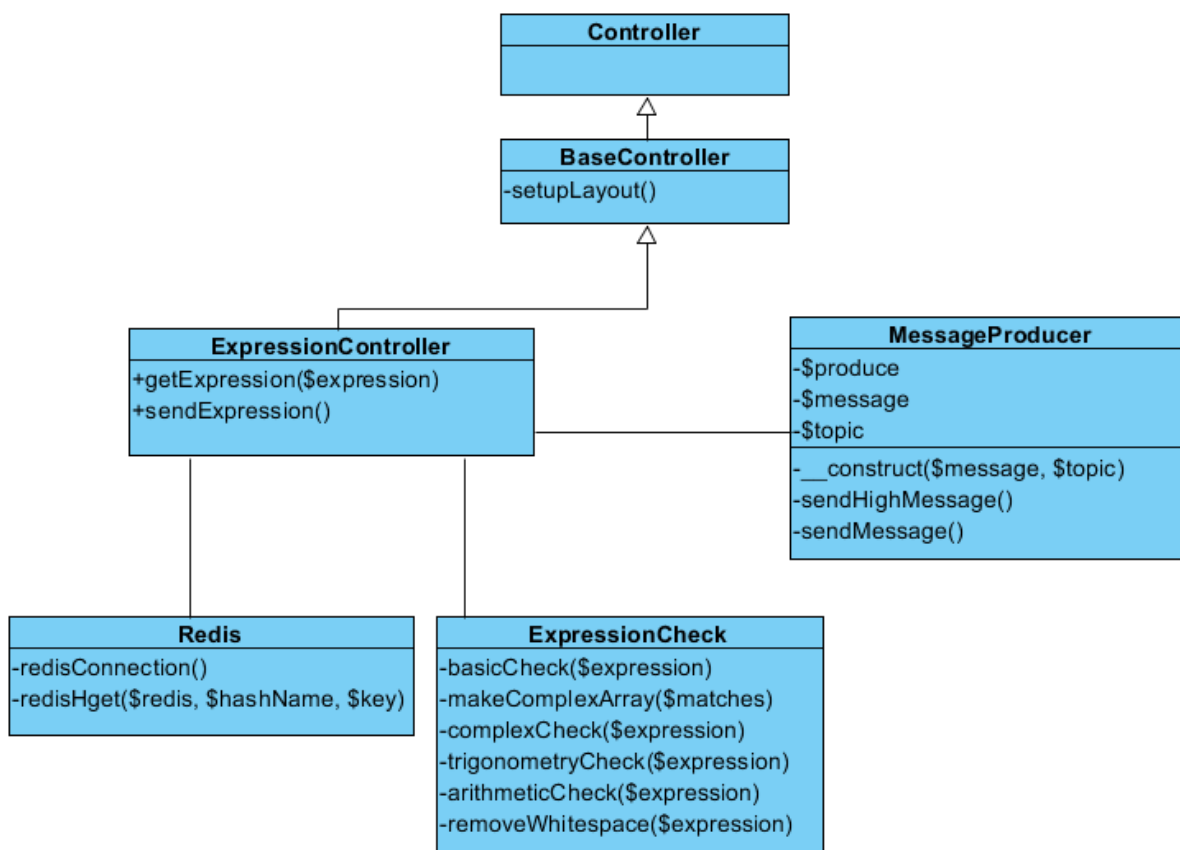 Controller
BaseController
-setupLayout()
ExpressionController
+getExpression($expression)
+sendExpression()
MessageProducer
-$produce
-$message
-$topic
-__construct($message, $topic)
-sendHighMessage()
-sendMessage()
Redis
-redisConnection()
-redisHget($redis, $hashName, $key)
ExpressionCheck
-basicCheck($expression)
-makeComplexArray($matches)
-complexCheck($expression)
-trigonometryCheck($expression)
-arithmeticCheck($expression)
-removeWhitespace($expression)